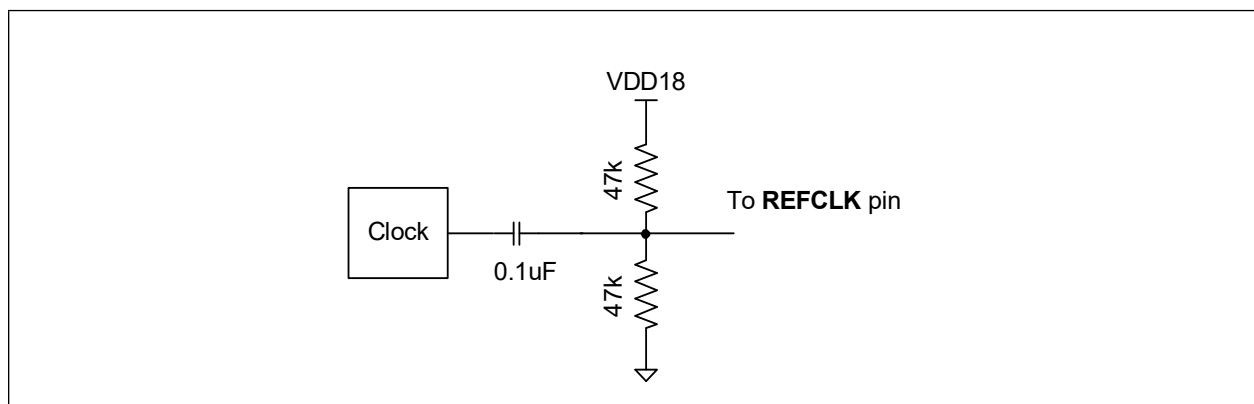 VDD18
47k
To REFCLK pin
Clock
0.1uF
47k